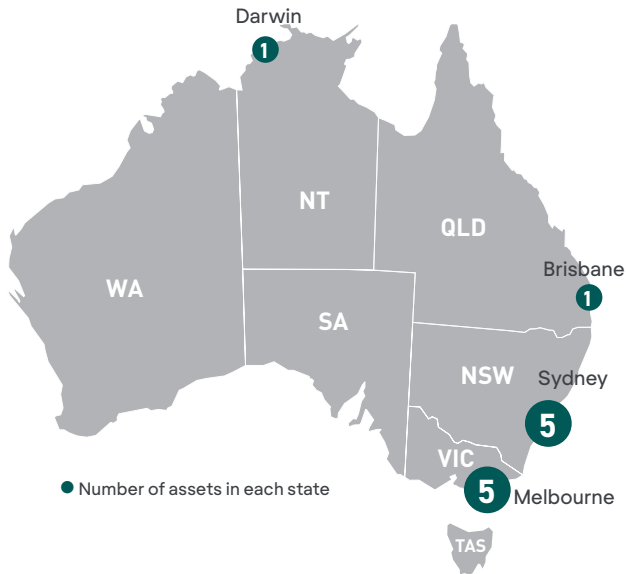 Darwin
1
NT
QLD
Brisbane
1
WA
SA
NSW
Sydney
5
VIC
5
Melbourne
Number of assets in each state
TAS